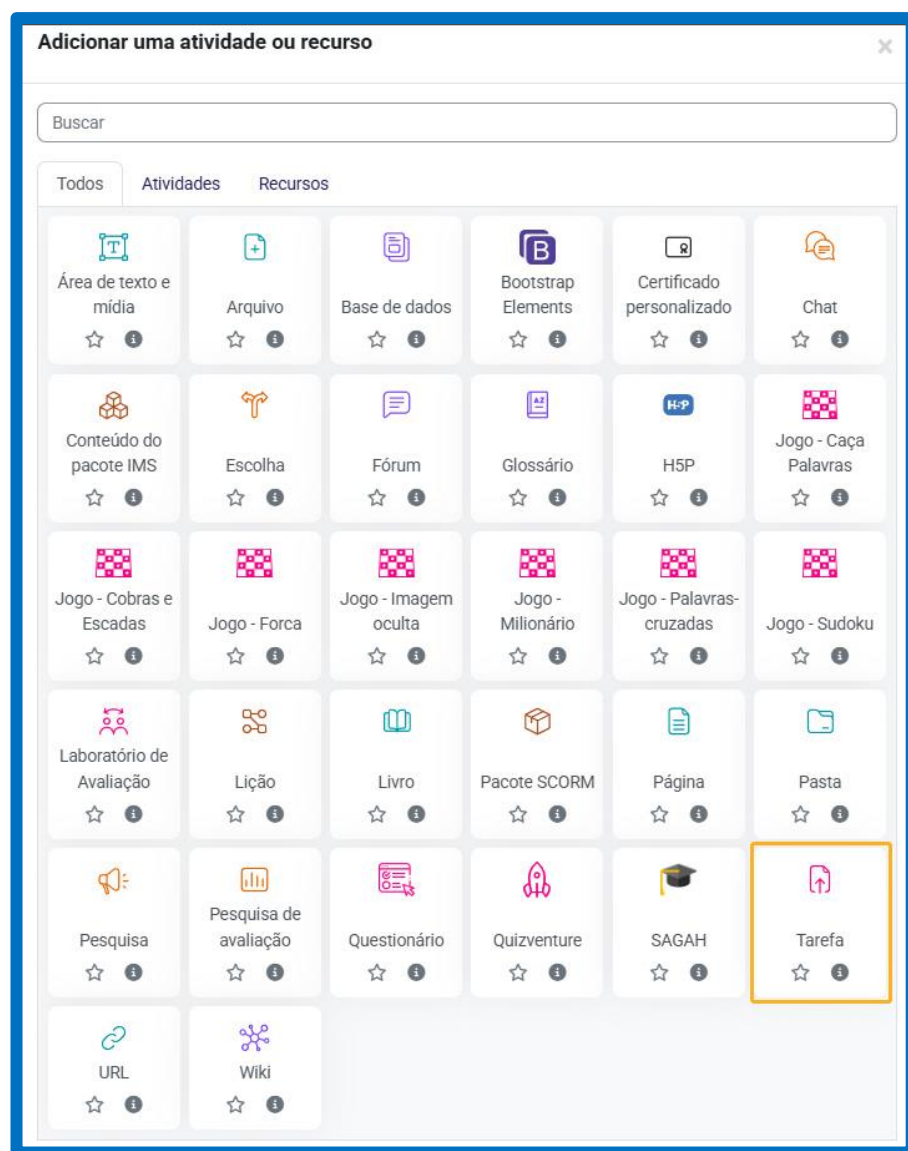 Adicionar uma atividade ou recurso
×
Buscar
Todos Atividades Recursos
T
Área de texto e
mídia
Arquivo
Base de dados
B
Bootstrap
Elements
Certificado
personalizado
Chat
Conteúdo do
pacote IMS
Escolha
Fórum
AZ
Glossário
H5P
H5P
Jogo - Caça
Palavras
Jogo - Cobras e
Escadas
Jogo - Forca
Jogo - Imagem
oculta
Jogo -
Milionário
Jogo - Palavras-
cruzadas
Jogo - Sudoku
Laboratório de
Avaliação
Lição
Livro
Pacote SCORM
Página
Pasta
Pesquisa
Pesquisa de
avaliação
Questionário
Quizventure
SAGAH
Tarefa
URL
Wiki